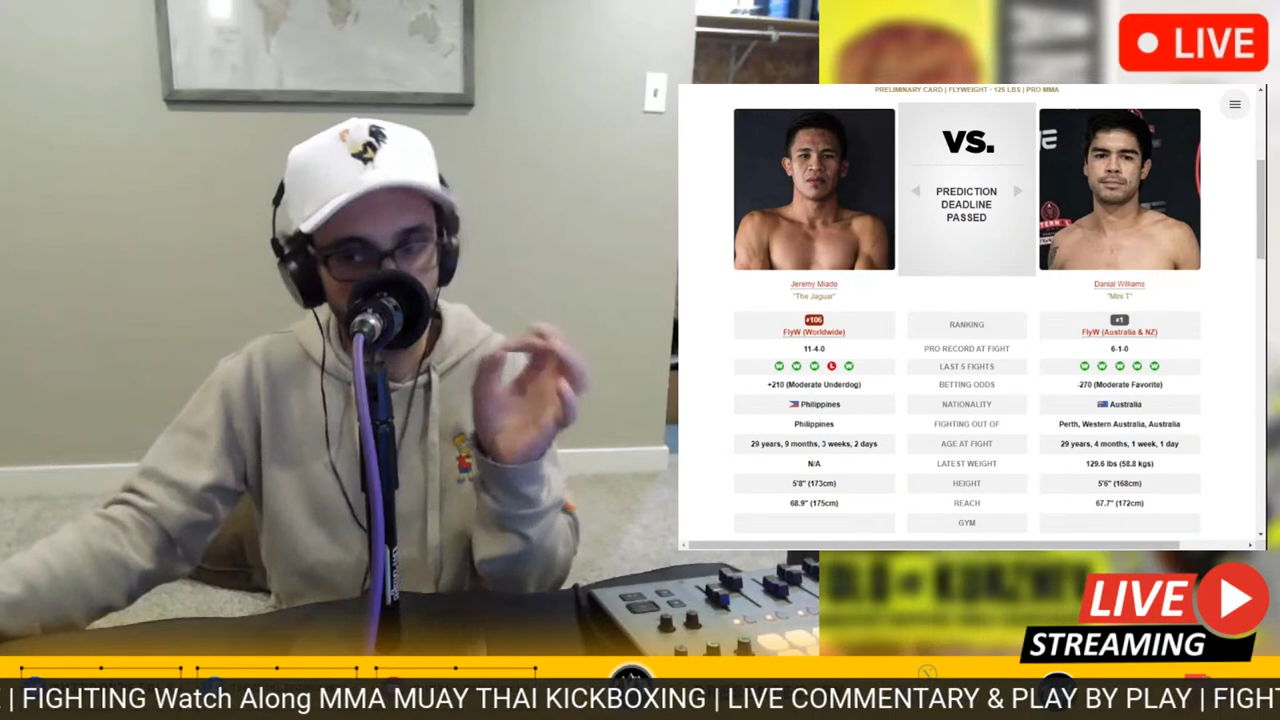 LIVE
PRELIMINARY CARD | FLYWEIGHT · 125 LBS | PRO MMA
VS.
PREDICTION
DEADLINE
PASSED
Jeremy Miado
"The Jaguar"
Danial Williams
"Mini T"
#106
FlyW (Worldwide)
RANKING
#1
FlyW (Australia & NZ)
11-4-0
PRO RECORD AT FIGHT
6-1-0
W W W L W
LAST 5 FIGHTS
W W W W W
+210 (Moderate Underdog)
BETTING ODDS
-270 (Moderate Favorite)
Philippines
NATIONALITY
Australia
Philippines
FIGHTING OUT OF
Perth, Western Australia, Australia
29 years, 9 months, 3 weeks, 2 days
AGE AT FIGHT
29 years, 4 months, 1 week, 1 day
N/A
LATEST WEIGHT
129.6 lbs (58.8 kgs)
5'8" (173cm)
HEIGHT
5'6" (168cm)
68.9" (175cm)
REACH
67.7" (172cm)
GYM
LIVE
STREAMING
| FIGHTING Watch Along MMA MUAY THAI KICKBOXING | LIVE COMMENTARY & PLAY BY PLAY | FIGHT